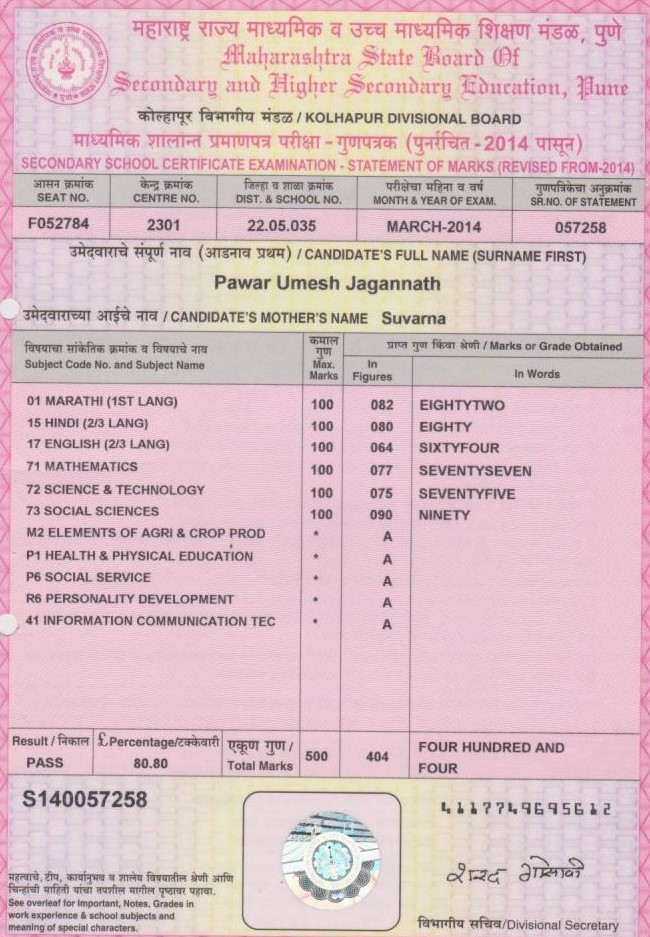 महाराष्ट्र राज्य माध्यमिक व उच्च माध्यमिक शिक्षण मंडळ, पुणे
Maharashtra State Board Of
Secondary and Higher Secondary Education, Pune
कोल्हापूर विभागीय मंडळ / KOLHAPUR DIVISIONAL BOARD
माध्यमिक शालान्त प्रमाणपत्र परीक्षा - गुणपत्रक (पुनर्रचित - 2014 पासून)
SECONDARY SCHOOL CERTIFICATE EXAMINATION - STATEMENT OF MARKS (REVISED FROM-2014)
आसन क्रमांक केन्द्र क्रमांक जिल्हा व शाळा क्रमांक परीक्षेचा महिना व वर्ष गुणपत्रिकेचा अनुक्रमांक
SEAT NO. CENTRE NO. DIST. & SCHOOL NO. MONTH & YEAR OF EXAM. SR.NO. OF STATEMENT
F052784 2301 22.05.035 MARCH-2014 057258
उमेदवाराचे संपूर्ण नाव (आडनाव प्रथम) / CANDIDATE'S FULL NAME (SURNAME FIRST)
Pawar Umesh Jagannath
उमेदवाराच्या आईचे नाव / CANDIDATE'S MOTHER'S NAME Suvarna
विषयाचा सांकेतिक क्रमांक व विषयाचे नाव
Subject Code No. and Subject Name
कमाल
गुण
Max.
Marks
प्राप्त गुण किंवा श्रेणी / Marks or Grade Obtained
In
Figures
In Words
01 MARATHI (1ST LANG) 100 082 EIGHTYTWO
15 HINDI (2/3 LANG) 100 080 EIGHTY
17 ENGLISH (2/3 LANG) 100 064 SIXTYFOUR
71 MATHEMATICS 100 077 SEVENTYSEVEN
72 SCIENCE & TECHNOLOGY 100 075 SEVENTYFIVE
73 SOCIAL SCIENCES 100 090 NINETY
M2 ELEMENTS OF AGRI & CROP PROD * A
P1 HEALTH & PHYSICAL EDUCATION * A
P6 SOCIAL SERVICE * A
R6 PERSONALITY DEVELOPMENT * A
41 INFORMATION COMMUNICATION TEC * A
Result / निकाल £Percentage/टक्केवारी एकूण गुण / 500 404 FOUR HUNDRED AND
PASS 80.80 Total Marks FOUR
S140057258
4117749695612
महत्वाचे, टीप, कार्यानुभव व शालेय विषयातील श्रेणी आणि
चिन्हांची माहिती यांचा तपशील मागील पृष्ठावर पहावा.
See overleaf for Important, Notes, Grades in
work experience & school subjects and
meaning of special characters.
विभागीय सचिव/Divisional Secretary